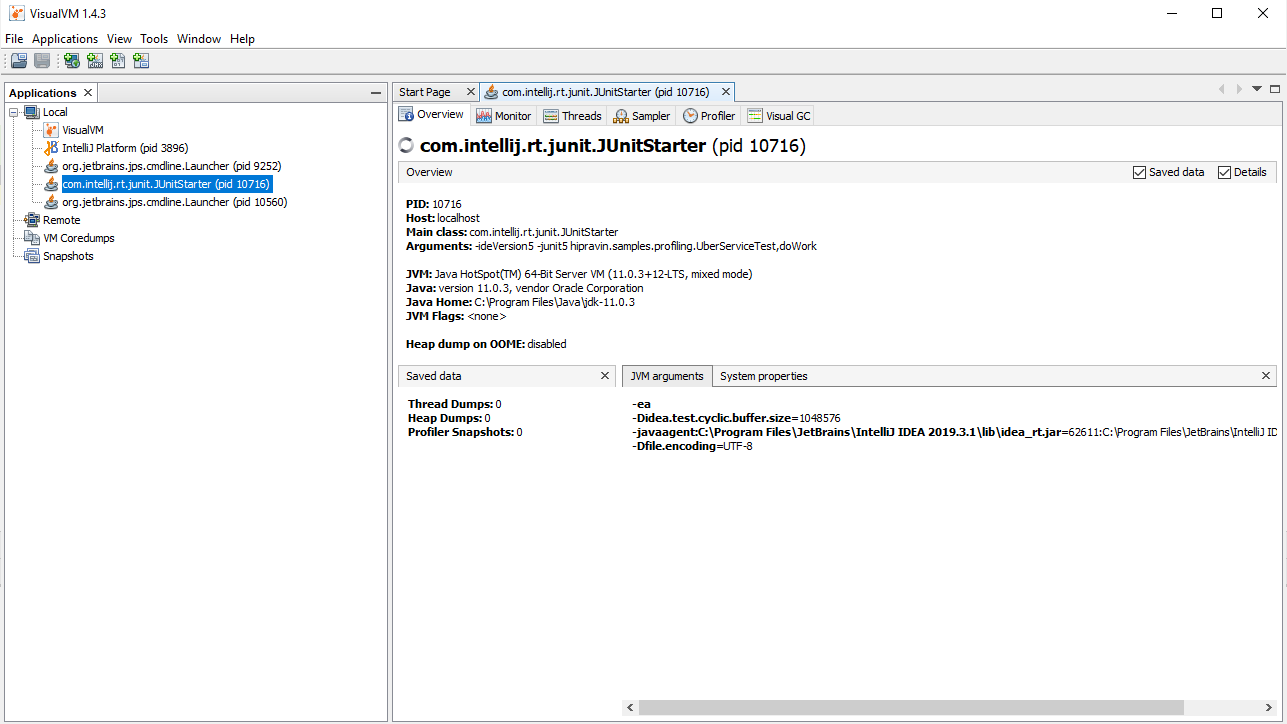 VisualVM 1.4.3
File Applications View Tools Window Help
Applications
Local
VisualVM
IntelliJ Platform (pid 3896)
org.jetbrains.jps.cmdline.Launcher (pid 9252)
com.intellij.rt.junit.JUnitStarter (pid 10716)
org.jetbrains.jps.cmdline.Launcher (pid 10560)
Remote
VM Coredumps
Snapshots
Start Page com.intellij.rt.junit.JUnitStarter (pid 10716)
Overview Monitor Threads Sampler Profiler Visual GC
com.intellij.rt.junit.JUnitStarter (pid 10716)
Overview Saved data Details
PID: 10716
Host: localhost
Main class: com.intellij.rt.junit.JUnitStarter
Arguments: -ideVersion5 -junit5 hipravin.samples.profiling.UberServiceTest,doWork
JVM: Java HotSpot(TM) 64-Bit Server VM (11.0.3+12-LTS, mixed mode)
Java: version 11.0.3, vendor Oracle Corporation
Java Home: C:\Program Files\Java\jdk-11.0.3
JVM Flags: <none>
Heap dump on OOME: disabled
Saved data
Thread Dumps: 0
Heap Dumps: 0
Profiler Snapshots: 0
JVM arguments System properties
-ea
-Didea.test.cyclic.buffer.size=1048576
-javaagent:C:\Program Files\JetBrains\IntelliJ IDEA 2019.3.1\lib\idea_rt.jar=62611:C:\Program Files\JetBrains\IntelliJ ID
-Dfile.encoding=UTF-8